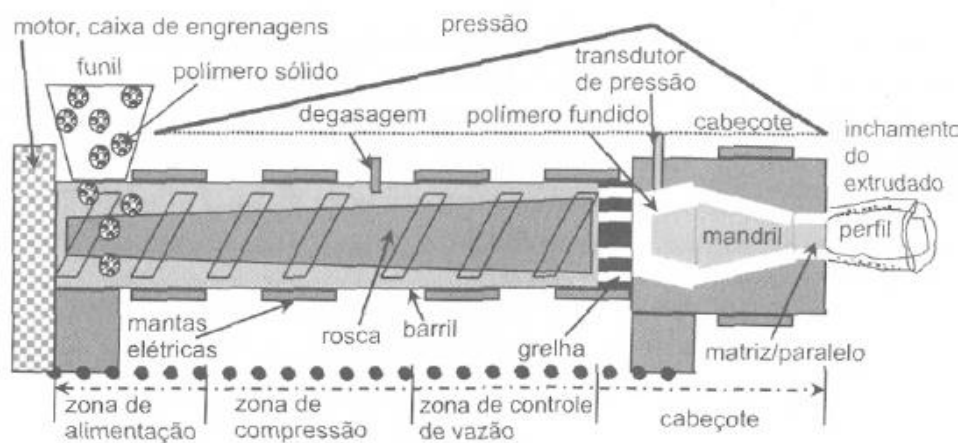 motor, caixa de engrenagens
pressão
funil
polímero sólido
transdutor
de pressão
degasagem
polímero fundido
cabeçote
inchamento
do
extrudado
mandril
perfil
mantas
elétricas
rosca
barril
grelha
matriz/paralelo
zona de
alimentação
zona de
compressão
zona de controle
de vazão
cabeçote